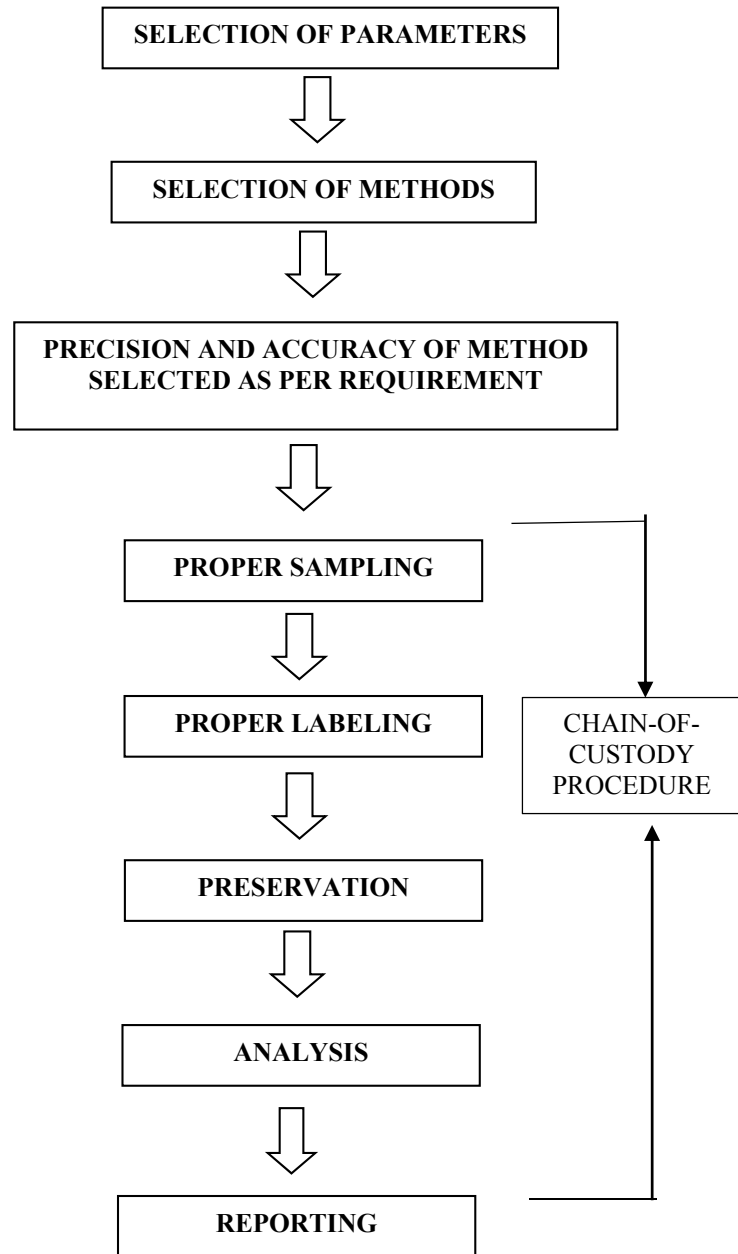 SELECTION OF PARAMETERS
SELECTION OF METHODS
PRECISION AND ACCURACY OF METHOD
SELECTED AS PER REQUIREMENT
PROPER SAMPLING
PROPER LABELING
CHAIN-OF-
CUSTODY
PROCEDURE
PRESERVATION
ANALYSIS
REPORTING